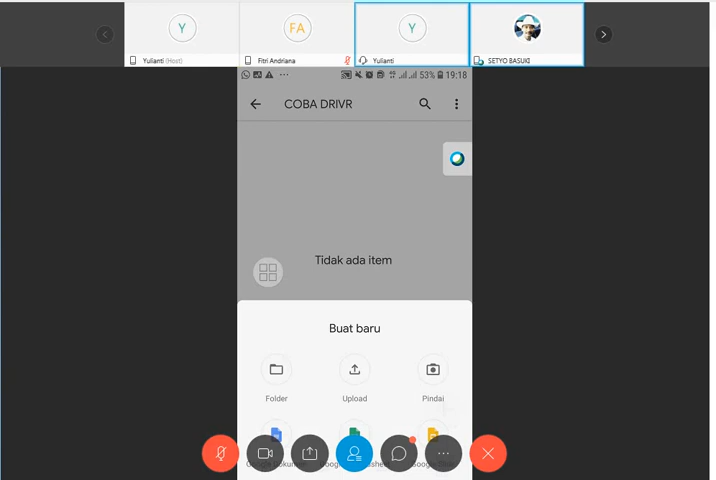 Y
FA
Y
Yulianti (Host)
Fitri Andriana
Yulianti
SETYO BASUKI
53% 19:18
COBA DRIVR
Tidak ada item
Buat baru
Folder
Upload
Pindai